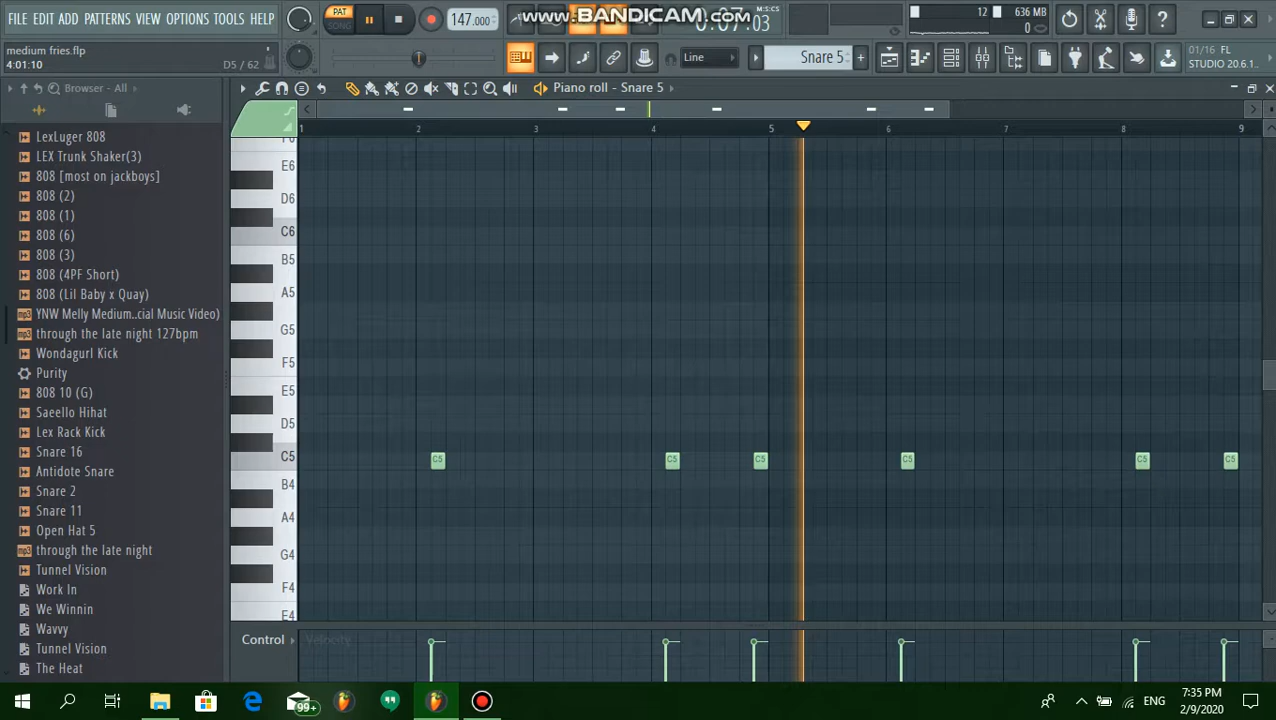 FILE EDIT ADD PATTERNS VIEW OPTIONS TOOLS HELP
PAT
SONG
147.000
www.BANDICAM.com
0:07:03
M:S:CS
12
636 MB
0
medium fries.flp
4:01:10
D5 / 62
Line
Snare 5
01/16 FL
STUDIO 20.6.1...
Browser - All
Piano roll - Snare 5
1 2 3 4 5 6 7 8 9
LexLuger 808
LEX Trunk Shaker(3)
808 [most on jackboys]
808 (2)
808 (1)
808 (6)
808 (3)
808 (4PF Short)
808 (Lil Baby x Quay)
YNW Melly Medium..cial Music Video)
through the late night 127bpm
Wondagurl Kick
Purity
808 10 (G)
Saeello Hihat
Lex Rack Kick
Snare 16
Antidote Snare
Snare 2
Snare 11
Open Hat 5
through the late night
Tunnel Vision
Work In
We Winnin
Wavvy
Tunnel Vision
The Heat
F6
E6
D6
C6
B5
A5
G5
F5
E5
D5
C5
B4
A4
G4
F4
E4
C5 C5 C5 C5 C5 C5
Control
Velocity
99+
ENG
7:35 PM
2/9/2020